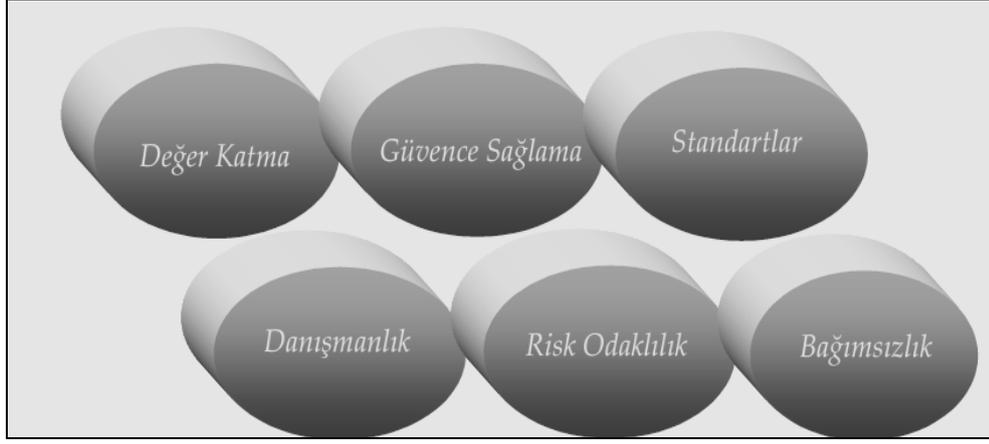 Değer Katma
Güvence Sağlama
Standartlar
Danışmanlık
Risk Odaklılık
Bağımsızlık